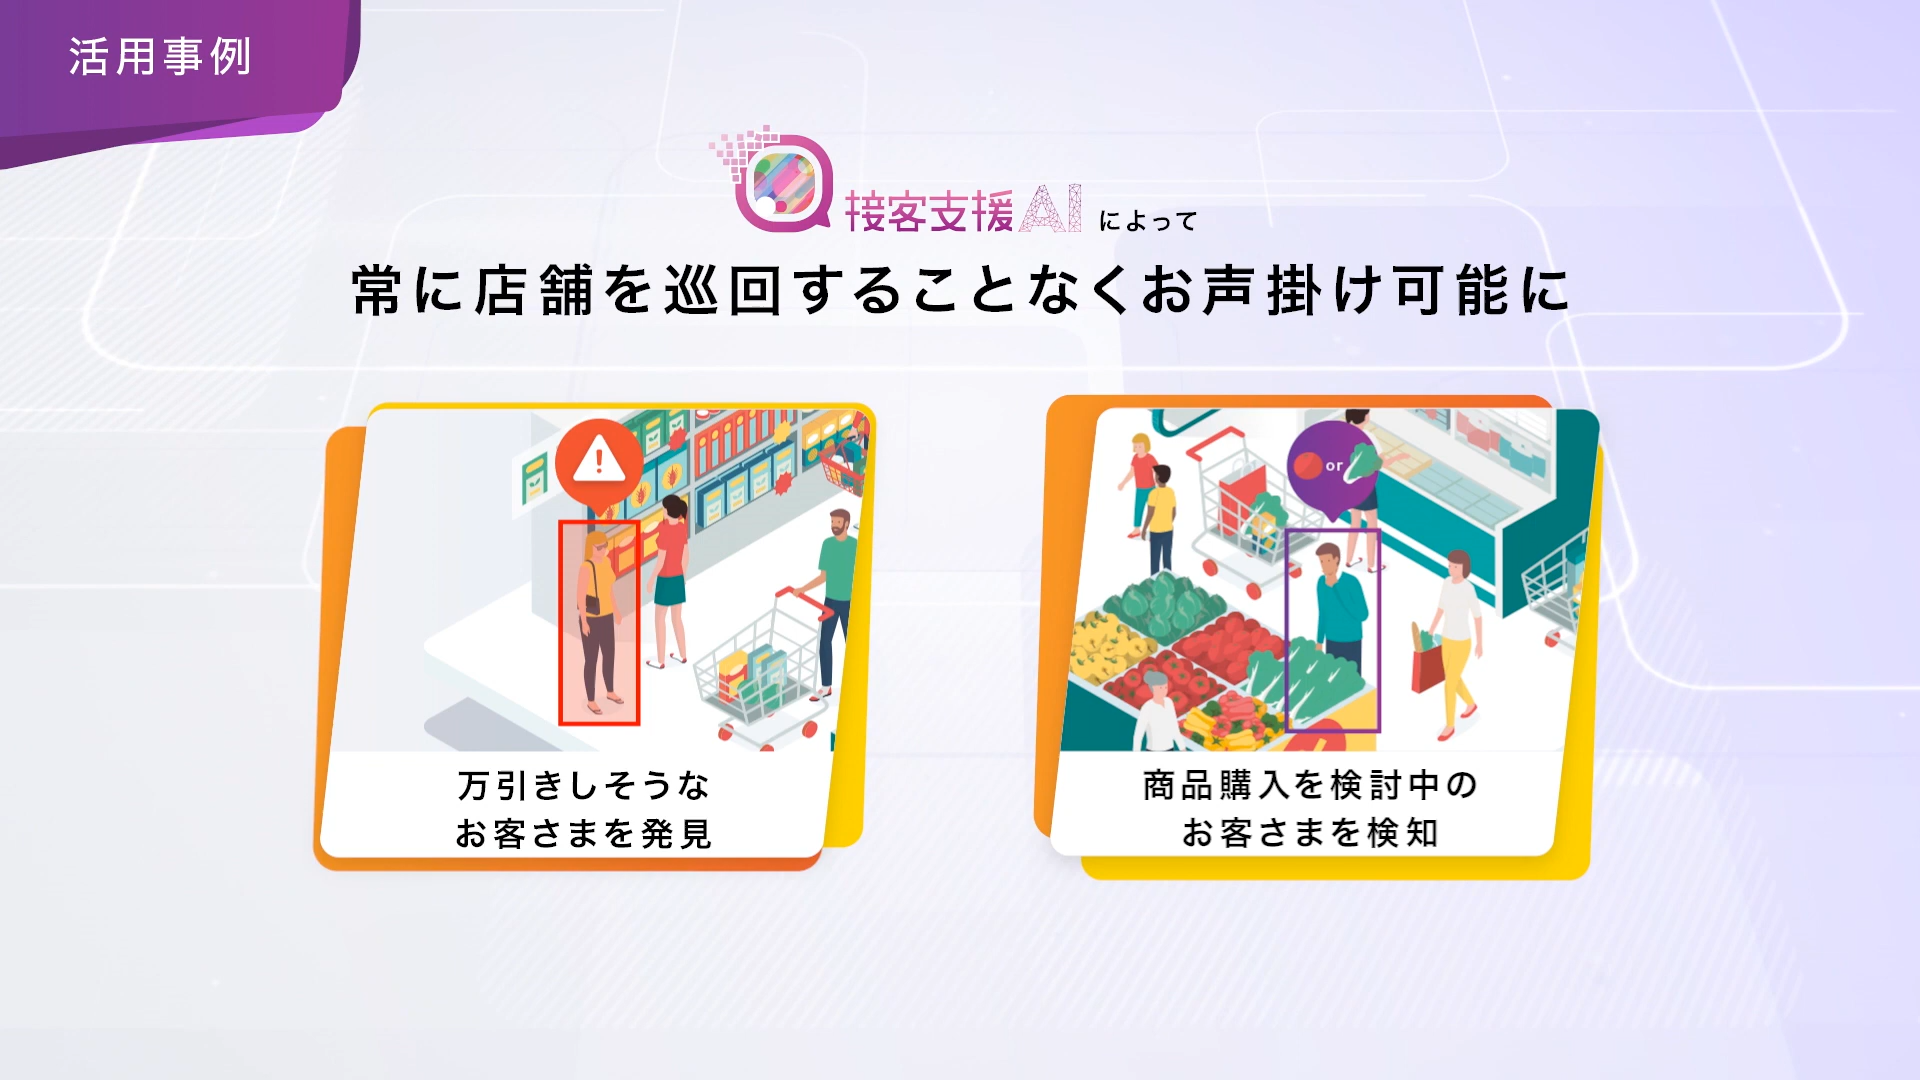 活用事例
接客支援AI によって
常に店舗を巡回することなくお声掛け可能に
or
万引きしそうな
お客さまを発見
商品購入を検討中の
お客さまを検知